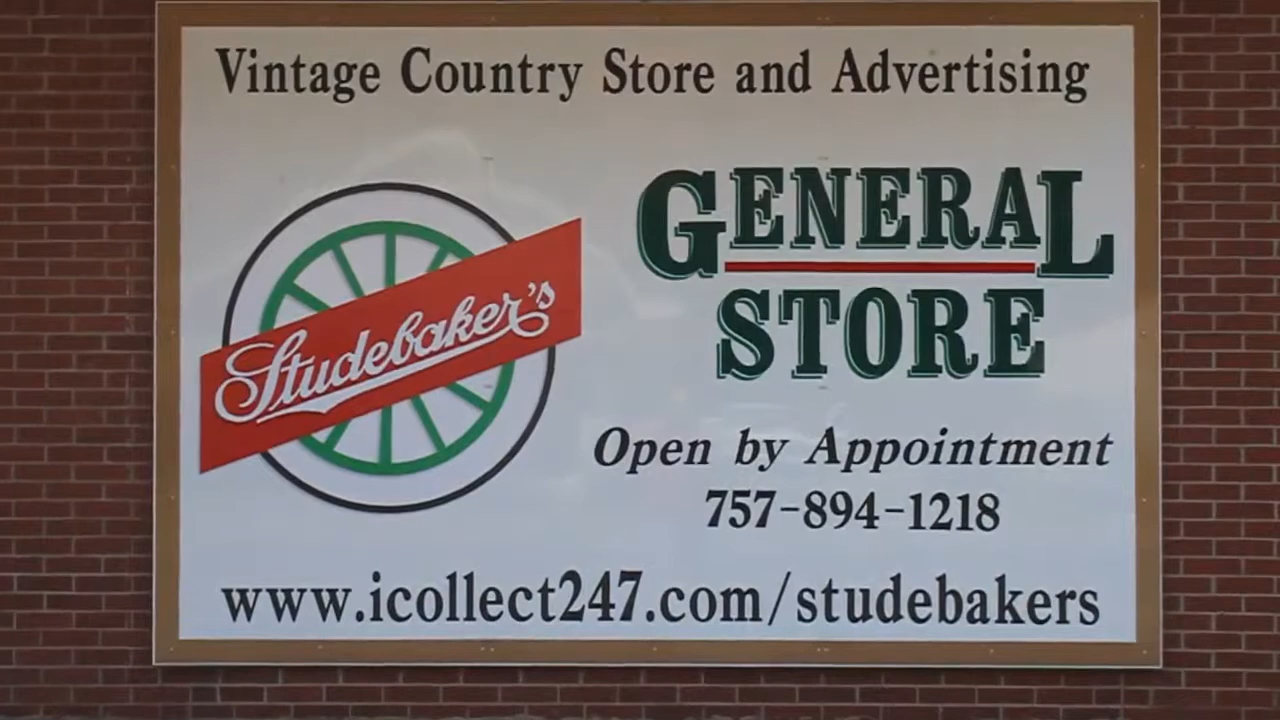 Vintage Country Store and Advertising
Studebaker's
GENERAL
STORE
Open by Appointment
757-894-1218
www.icollect247.com/studebakers